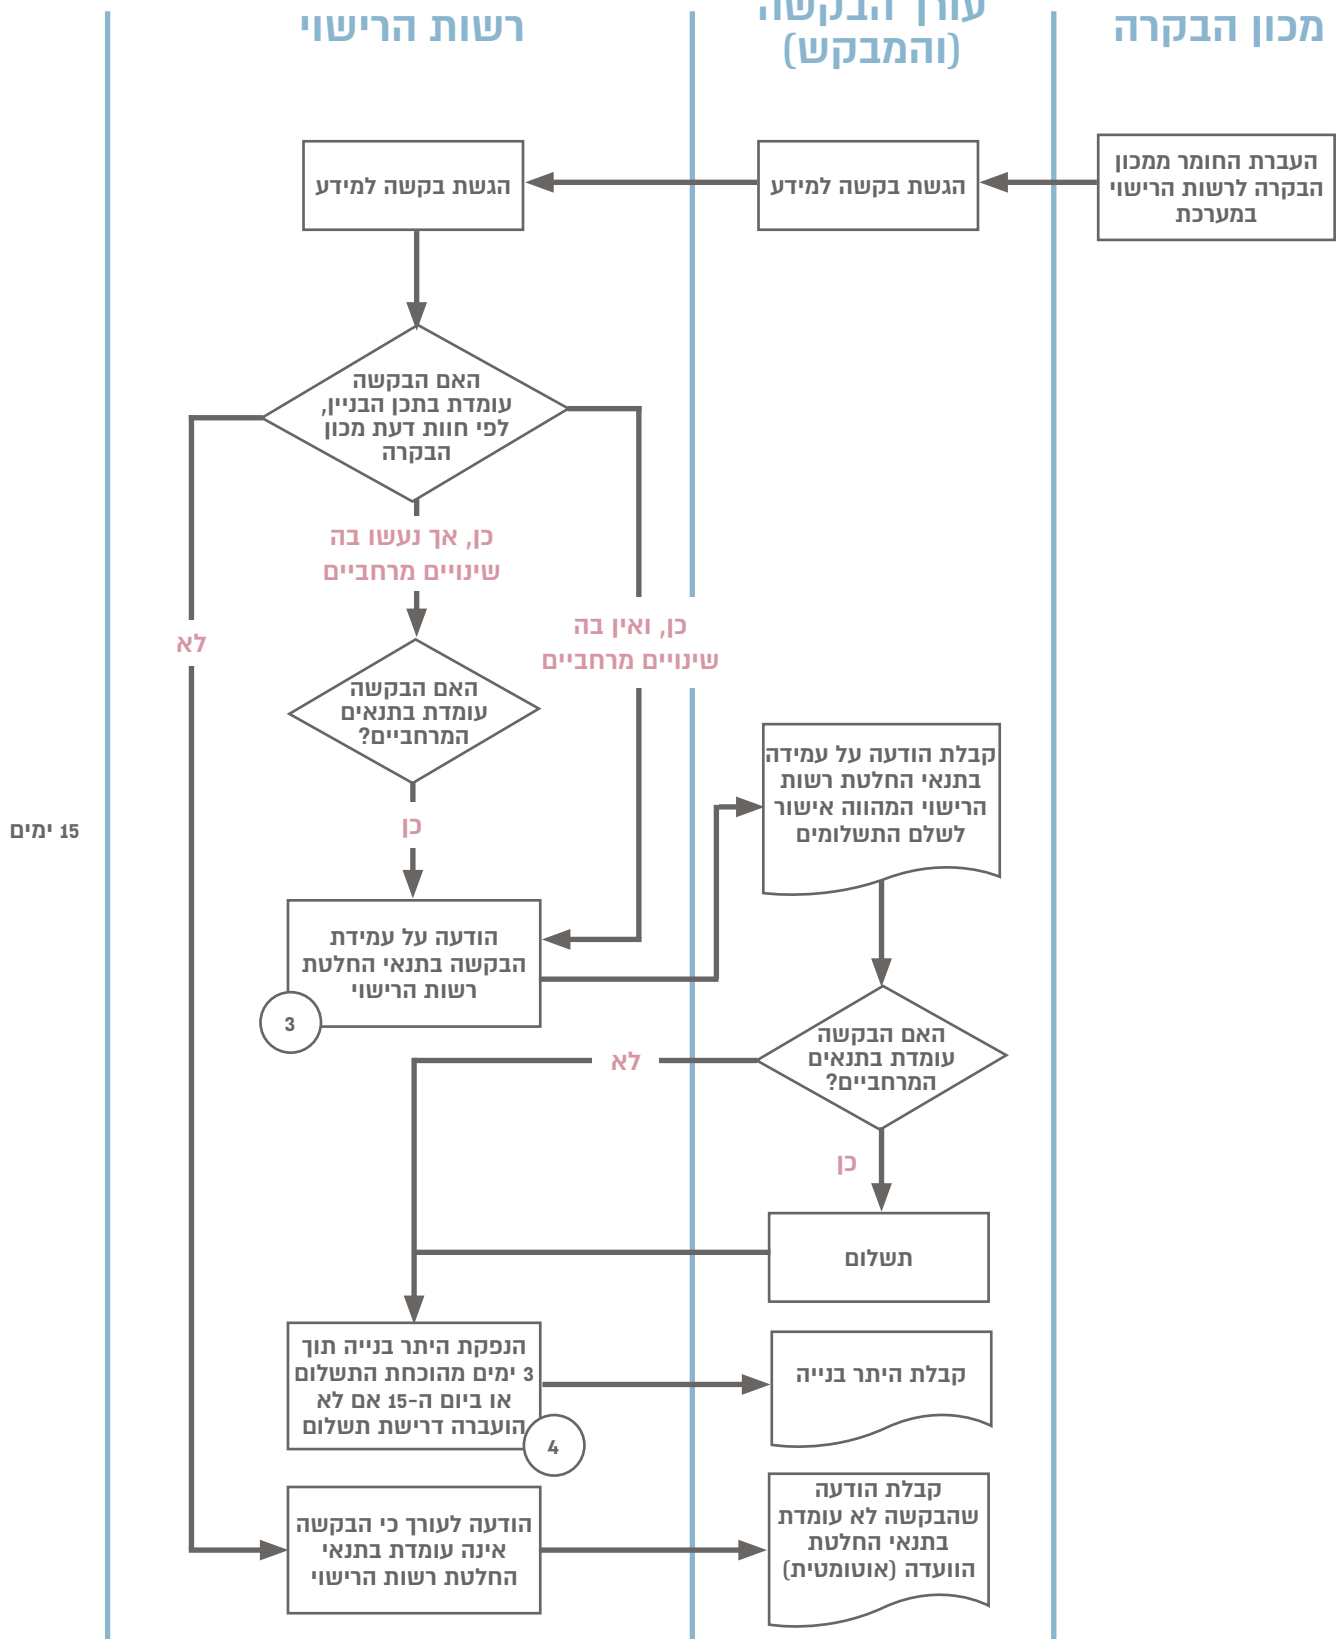 מכון הבקרה
עורך הבקשה
(והמבקש)
רשות הרישוי
העברת החומר ממכון
הבקרה לרשות הרישוי
במערכת
הגשת בקשה למידע
הגשת בקשה למידע
האם הבקשה
עומדת בתכן הבניין,
לפי חוות דעת מכון
הבקרה
כן, אך נעשו בה
שינויים מרחביים
כן, ואין בה
שינויים מרחביים
לא
האם הבקשה
עומדת בתנאים
המרחביים?
כן
קבלת הודעה על עמידה
בתנאי החלטת רשות
הרישוי המהווה אישור
לשלם התשלומים
15 ימים
הודעה על עמידת
הבקשה בתנאי החלטת
רשות הרישוי
3
האם הבקשה
עומדת בתנאים
המרחביים?
לא
כן
תשלום
הנפקת היתר בנייה תוך
3 ימים מהוכחת התשלום
או ביום ה-15 אם לא
הועברה דרישת תשלום
4
קבלת היתר בנייה
הודעה לעורך כי הבקשה
אינה עומדת בתנאי
החלטת רשות הרישוי
קבלת הודעה
שהבקשה לא עומדת
בתנאי החלטת
הוועדה (אוטומטית)